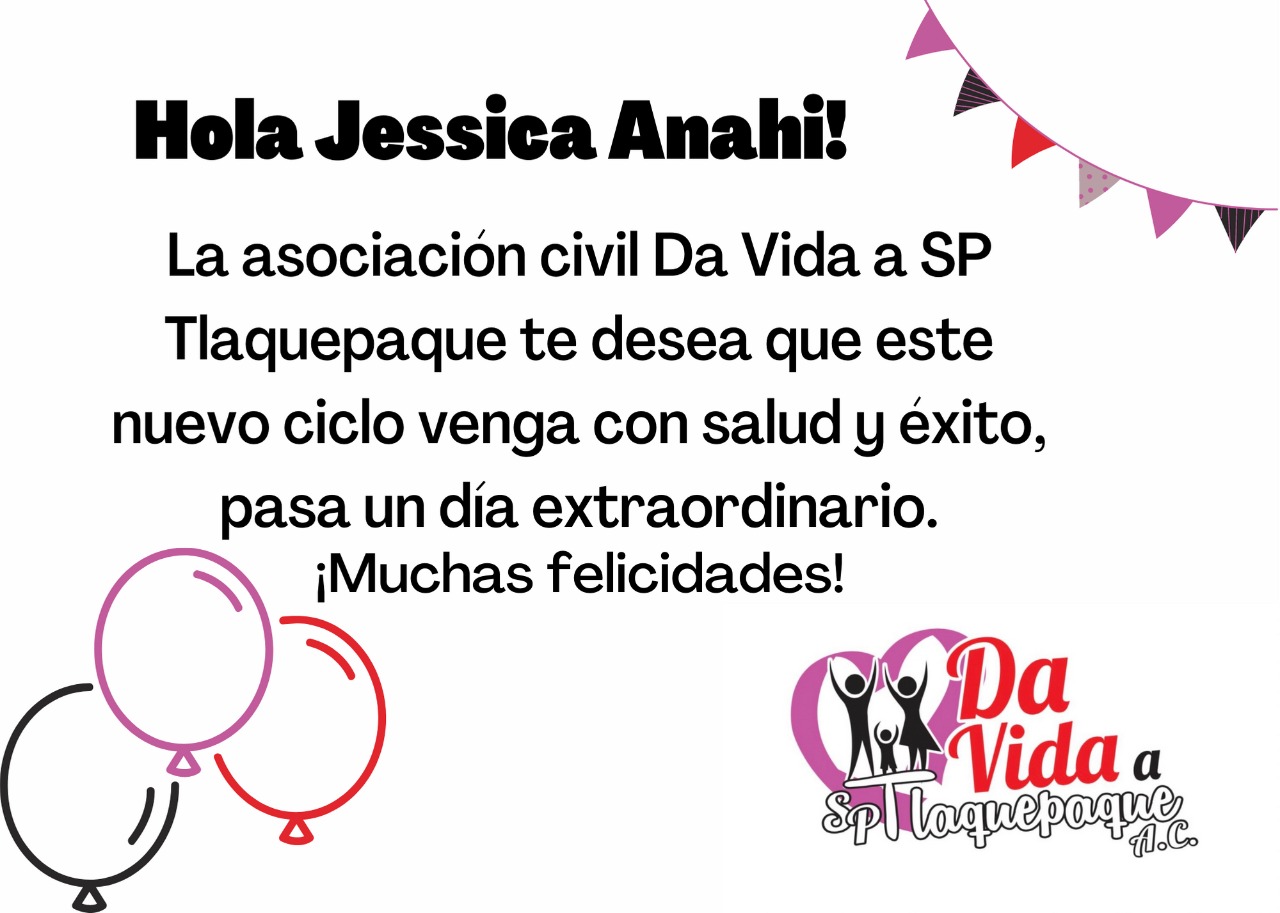 Hola Jessica Anahi!
La asociación civil Da Vida a SP
Tlaquepaque te desea que este
nuevo ciclo venga con salud y éxito,
pasa un día extraordinario.
¡Muchas felicidades!
Da
Vida a
SP Tlaquepaque
A.C.